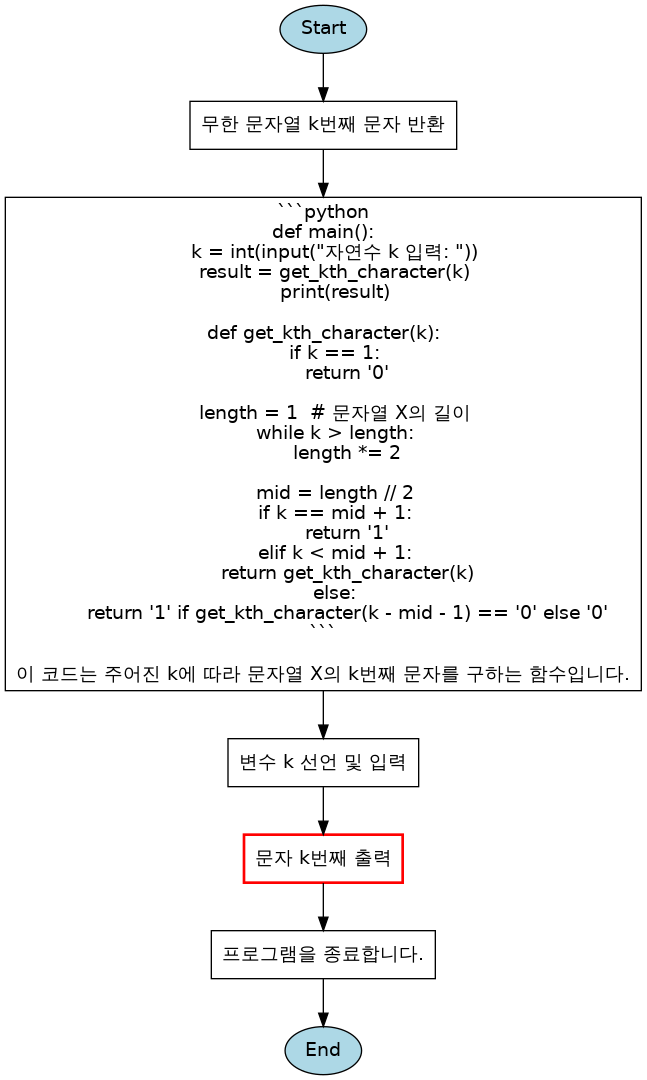 Start
무한 문자열 k번째 문자 반환
```python
def main():
k = int(input("자연수 k 입력: "))
result = get_kth_character(k)
print(result)
def get_kth_character(k):
if k == 1:
return '0'
length = 1  # 문자열 X의 길이
while k > length:
length *= 2
mid = length // 2
if k == mid + 1:
return '1'
elif k < mid + 1:
return get_kth_character(k)
else:
return '1' if get_kth_character(k - mid - 1) == '0' else '0'
```
이 코드는 주어진 k에 따라 문자열 X의 k번째 문자를 구하는 함수입니다.
변수 k 선언 및 입력
문자 k번째 출력
프로그램을 종료합니다.
End